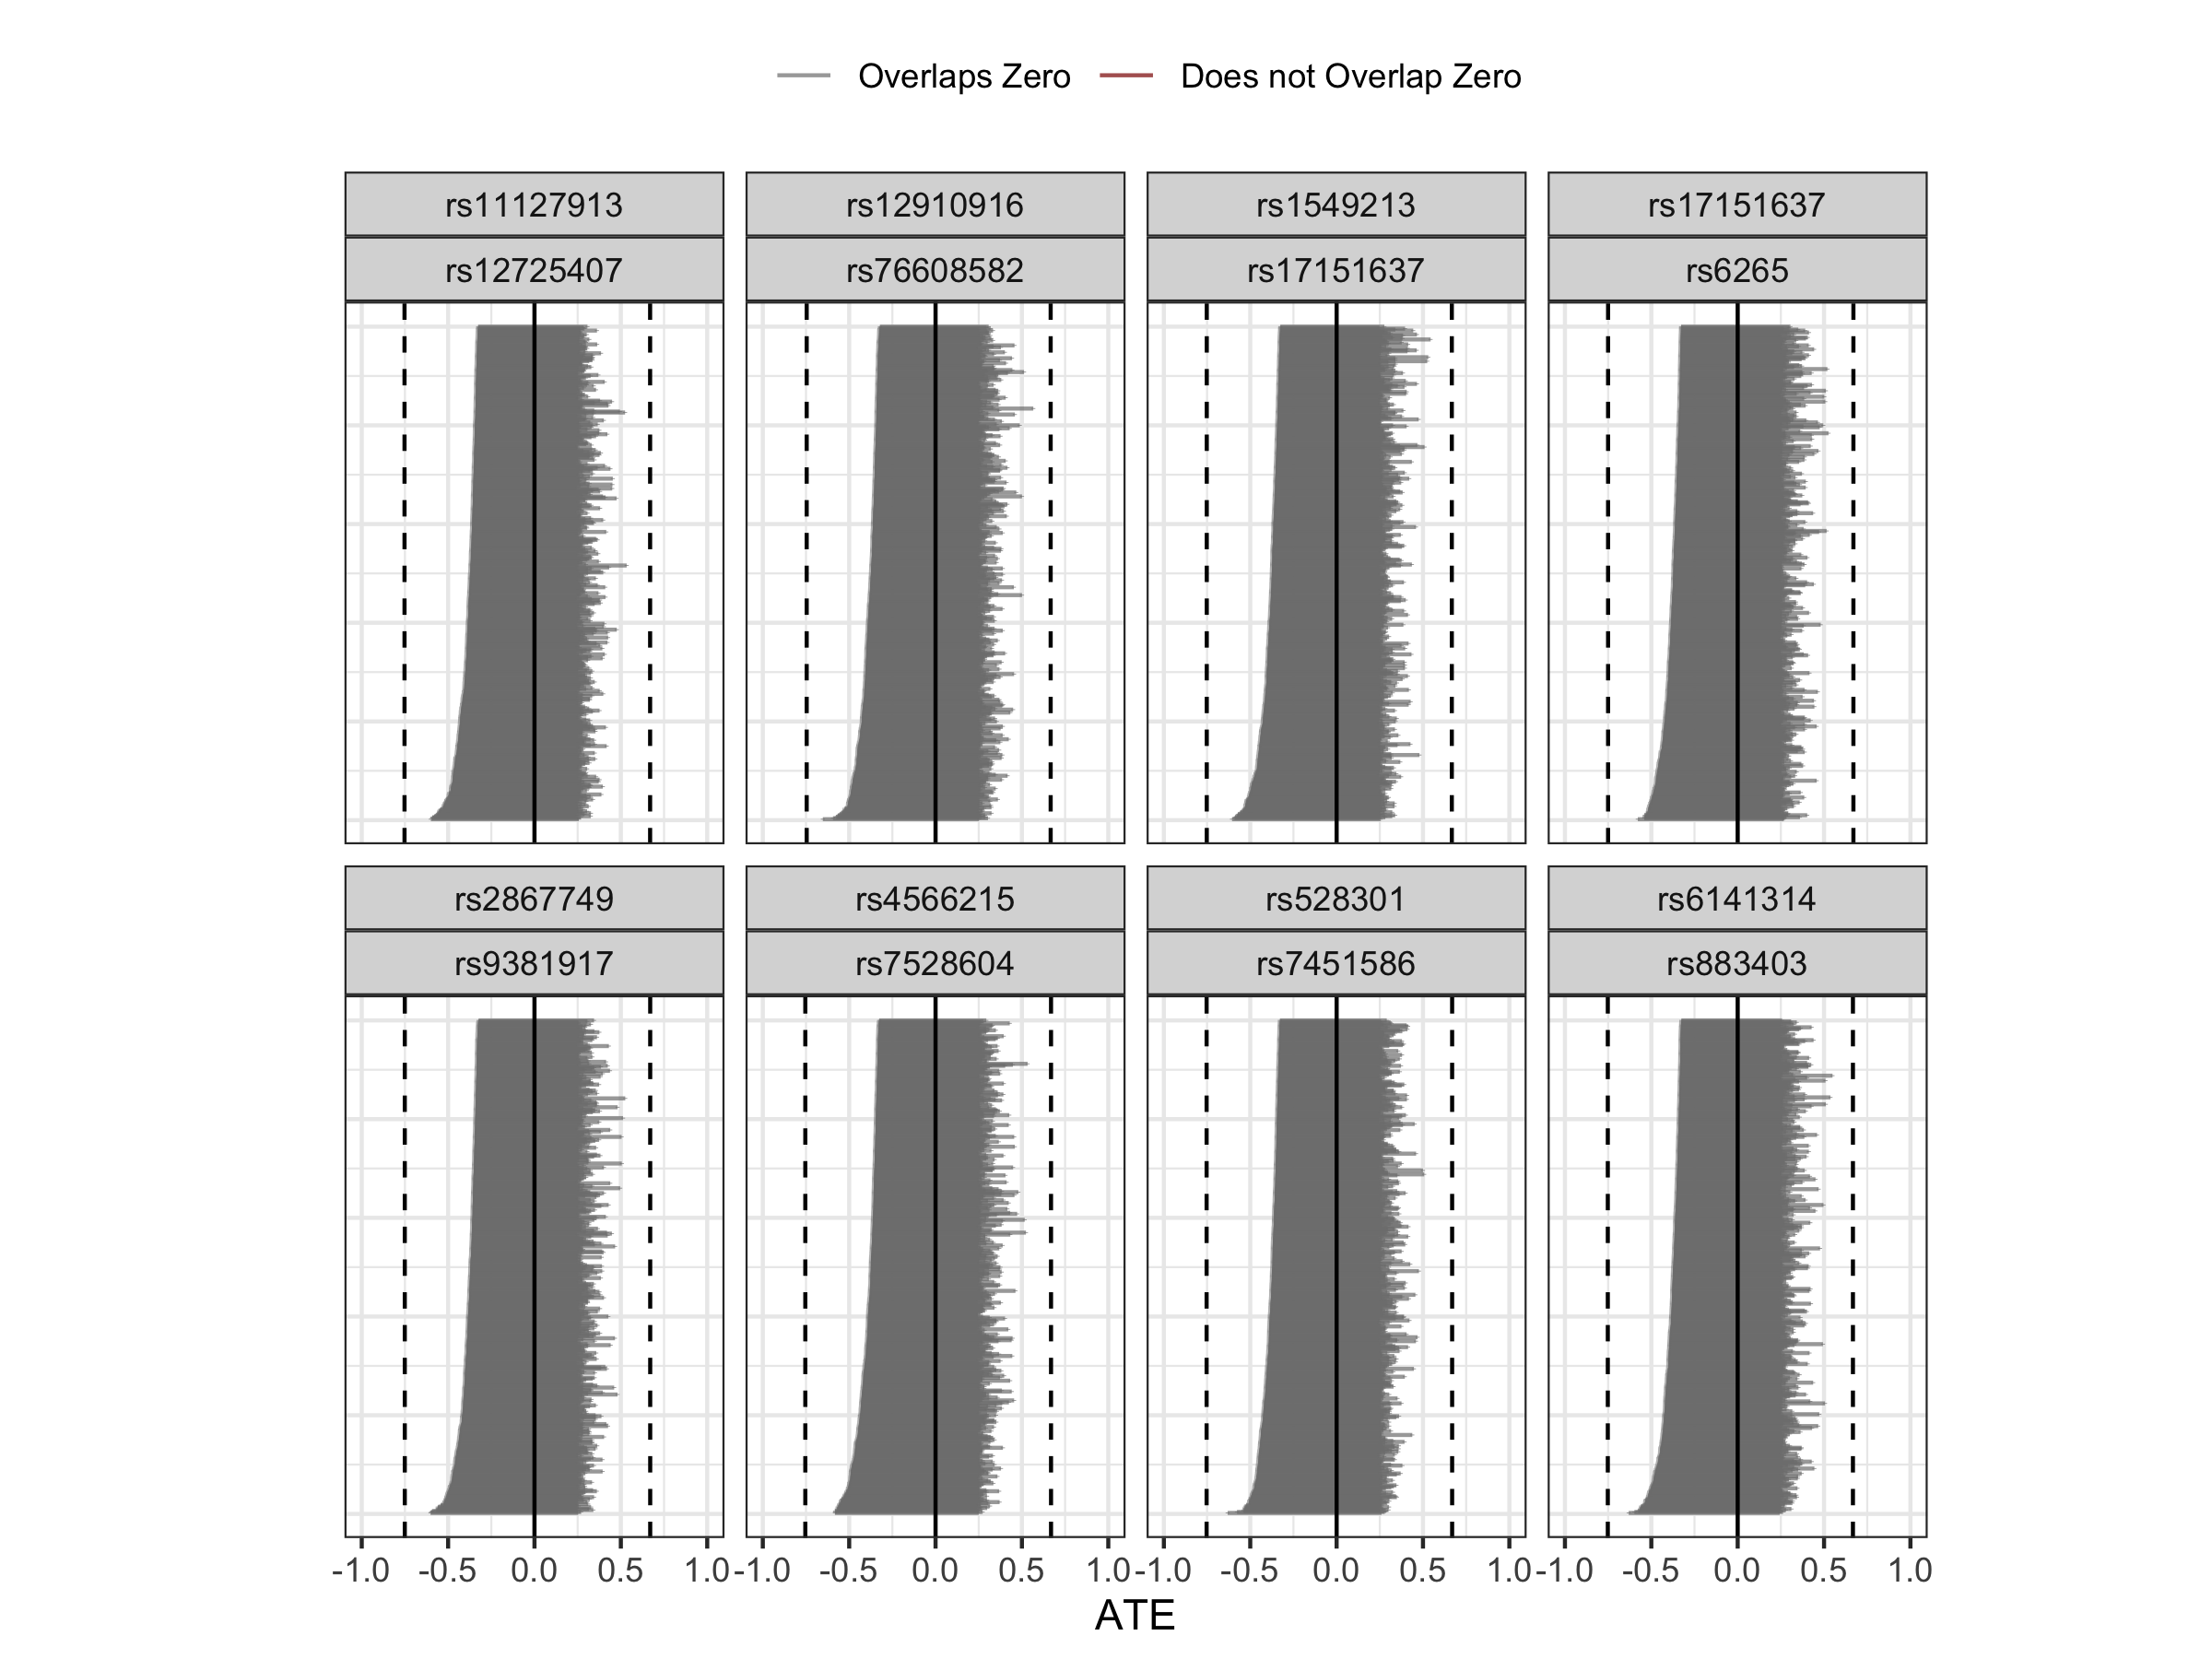 Overlaps Zero Does not Overlap Zero
rs11127913 rs12910916 rs1549213 rs17151637
rs12725407 rs76608582 rs17151637 rs6265
rs2867749 rs4566215 rs528301 rs6141314
rs9381917 rs7528604 rs7451586 rs883403
-1.0 -0.5 0.0 0.5 1.0 -1.0 -0.5 0.0 0.5 1.0 -1.0 -0.5 0.0 0.5 1.0 -1.0 -0.5 0.0 0.5 1.0
ATE